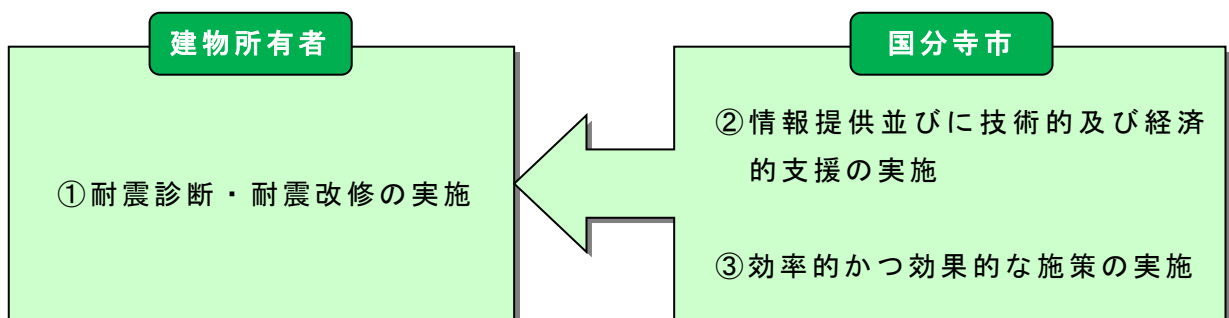 建物所有者
①耐震診断・耐震改修の実施
国分寺市
②情報提供並びに技術的及び経済
的支援の実施
③効率的かつ効果的な施策の実施